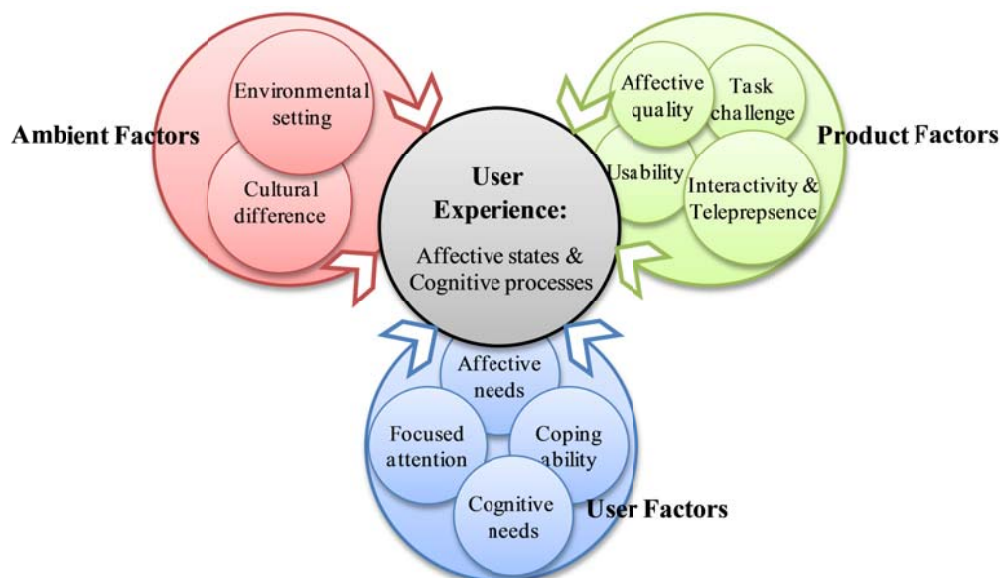 Ambient Factors
Environmental
setting
Cultural
difference
User
Experience:
Affective states &
Cognitive processes
Affective
quality
Task
challenge
Usability
Interactivity &
Teleprepsence
Product Factors
Affective
needs
Focused
attention
Coping
ability
Cognitive
needs
User Factors